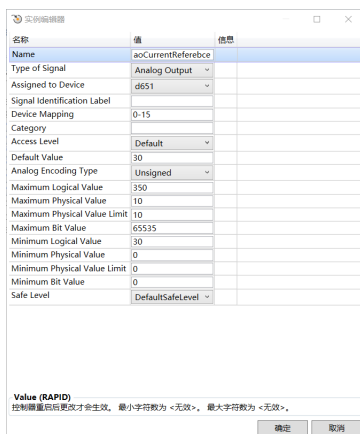 实例编辑器
名称 值 信息
Name aoCurrentReferebce
Type of Signal Analog Output
Assigned to Device d651
Signal Identification Label
Device Mapping 0-15
Category
Access Level Default
Default Value 30
Analog Encoding Type Unsigned
Maximum Logical Value 350
Maximum Physical Value 10
Maximum Physical Value Limit 10
Maximum Bit Value 65535
Minimum Logical Value 30
Minimum Physical Value 0
Minimum Physical Value Limit 0
Minimum Bit Value 0
Safe Level DefaultSafeLevel
Value (RAPID)
控制器重启后更改才会生效。 最小字符数为 <无效>。 最大字符数为 <无效>。
确定 取消